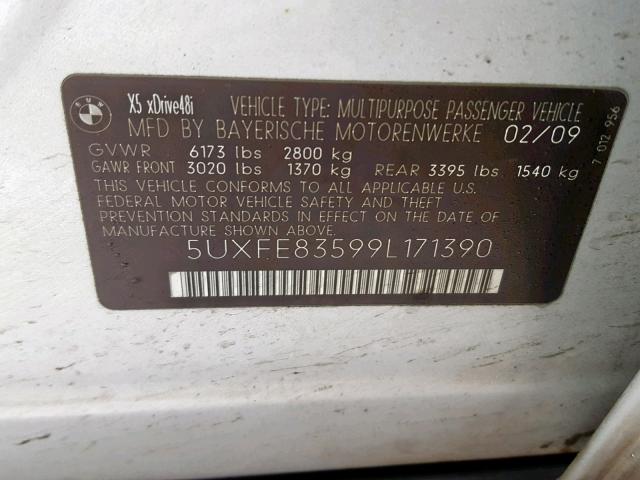 BMW
X5 xDrive48i VEHICLE TYPE: MULTIPURPOSE PASSENGER VEHICLE
MFD BY BAYERISCHE MOTORENWERKE 02/09
GVWR 6173 lbs 2800 kg
GAWR FRONT 3020 lbs 1370 kg REAR 3395 lbs 1540 kg
THIS VEHICLE CONFORMS TO ALL APPLICABLE U.S.
FEDERAL MOTOR VEHICLE SAFETY AND THEFT
PREVENTION STANDARDS IN EFFECT ON THE DATE OF
MANUFACTURE SHOWN ABOVE.
5UXFE83599L171390
7 012 956